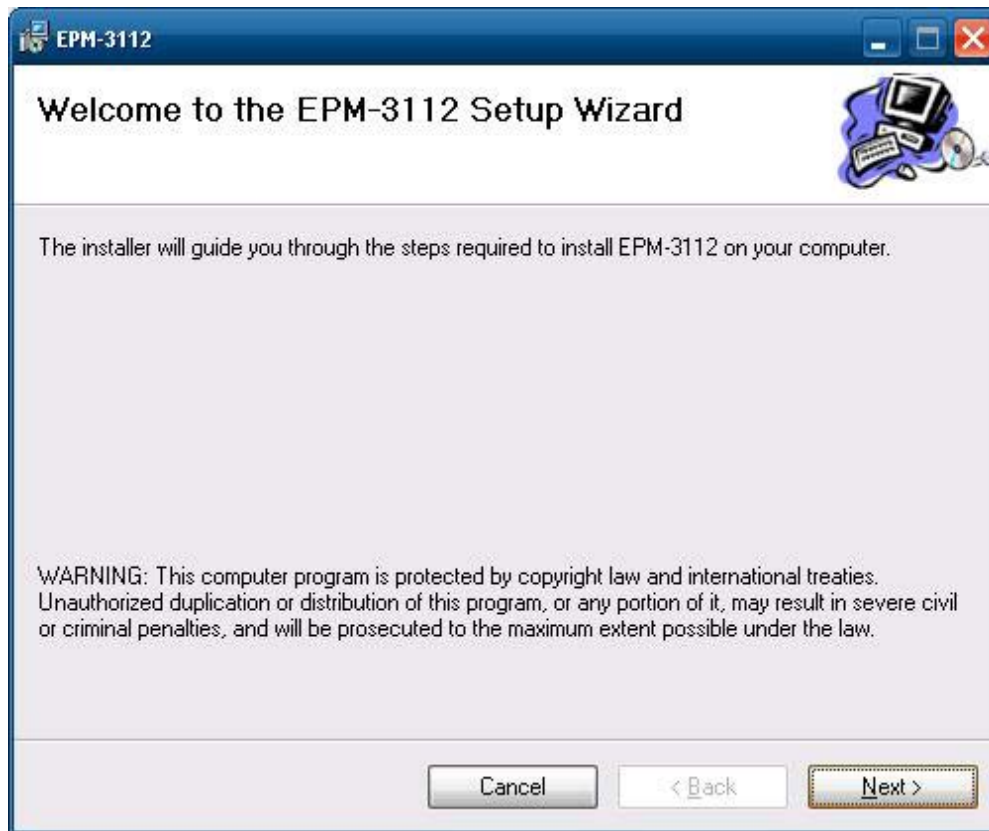 EPM-3112
Welcome to the EPM-3112 Setup Wizard
The installer will guide you through the steps required to install EPM-3112 on your computer.
WARNING: This computer program is protected by copyright law and international treaties.
Unauthorized duplication or distribution of this program, or any portion of it, may result in severe civil
or criminal penalties, and will be prosecuted to the maximum extent possible under the law.
Cancel
< Back
Next >